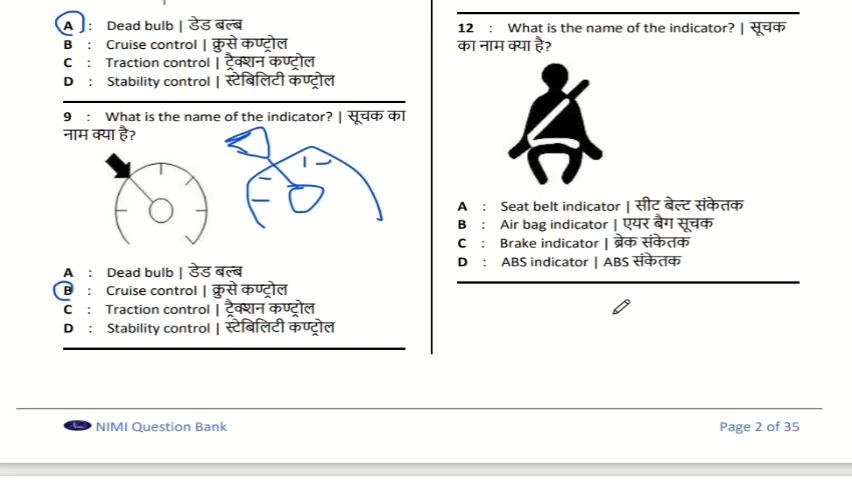 A : Dead bulb | डेड बल्ब
B : Cruise control | क्रुसे कण्ट्रोल
C : Traction control | ट्रैक्शन कण्ट्रोल
D : Stability control | स्टेबिलिटी कण्ट्रोल
9 : What is the name of the indicator? | सूचक का
नाम क्या है?
A : Dead bulb | डेड बल्ब
B : Cruise control | क्रुसे कण्ट्रोल
C : Traction control | ट्रैक्शन कण्ट्रोल
D : Stability control | स्टेबिलिटी कण्ट्रोल
12 : What is the name of the indicator? | सूचक
का नाम क्या है?
A : Seat belt indicator | सीट बेल्ट संकेतक
B : Air bag indicator | एयर बैग सूचक
C : Brake indicator | ब्रेक संकेतक
D : ABS indicator | ABS संकेतक
NIMI Question Bank
Page 2 of 35